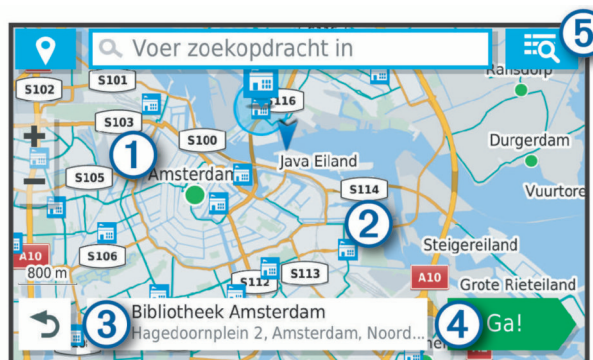 Voer zoekopdracht in
5
Ransdorp
S102
S101
S116
S103
S100
Durgerdam
1
Java Eiland
S105
Amsterdam
S114
Vuurtore
2
Steigereiland
A10
S106
800 m
S112
S113
A10
Grote Rieteiland
3
Bibliotheek Amsterdam
Hagedoornplein 2, Amsterdam, Noord...
4
Ga!